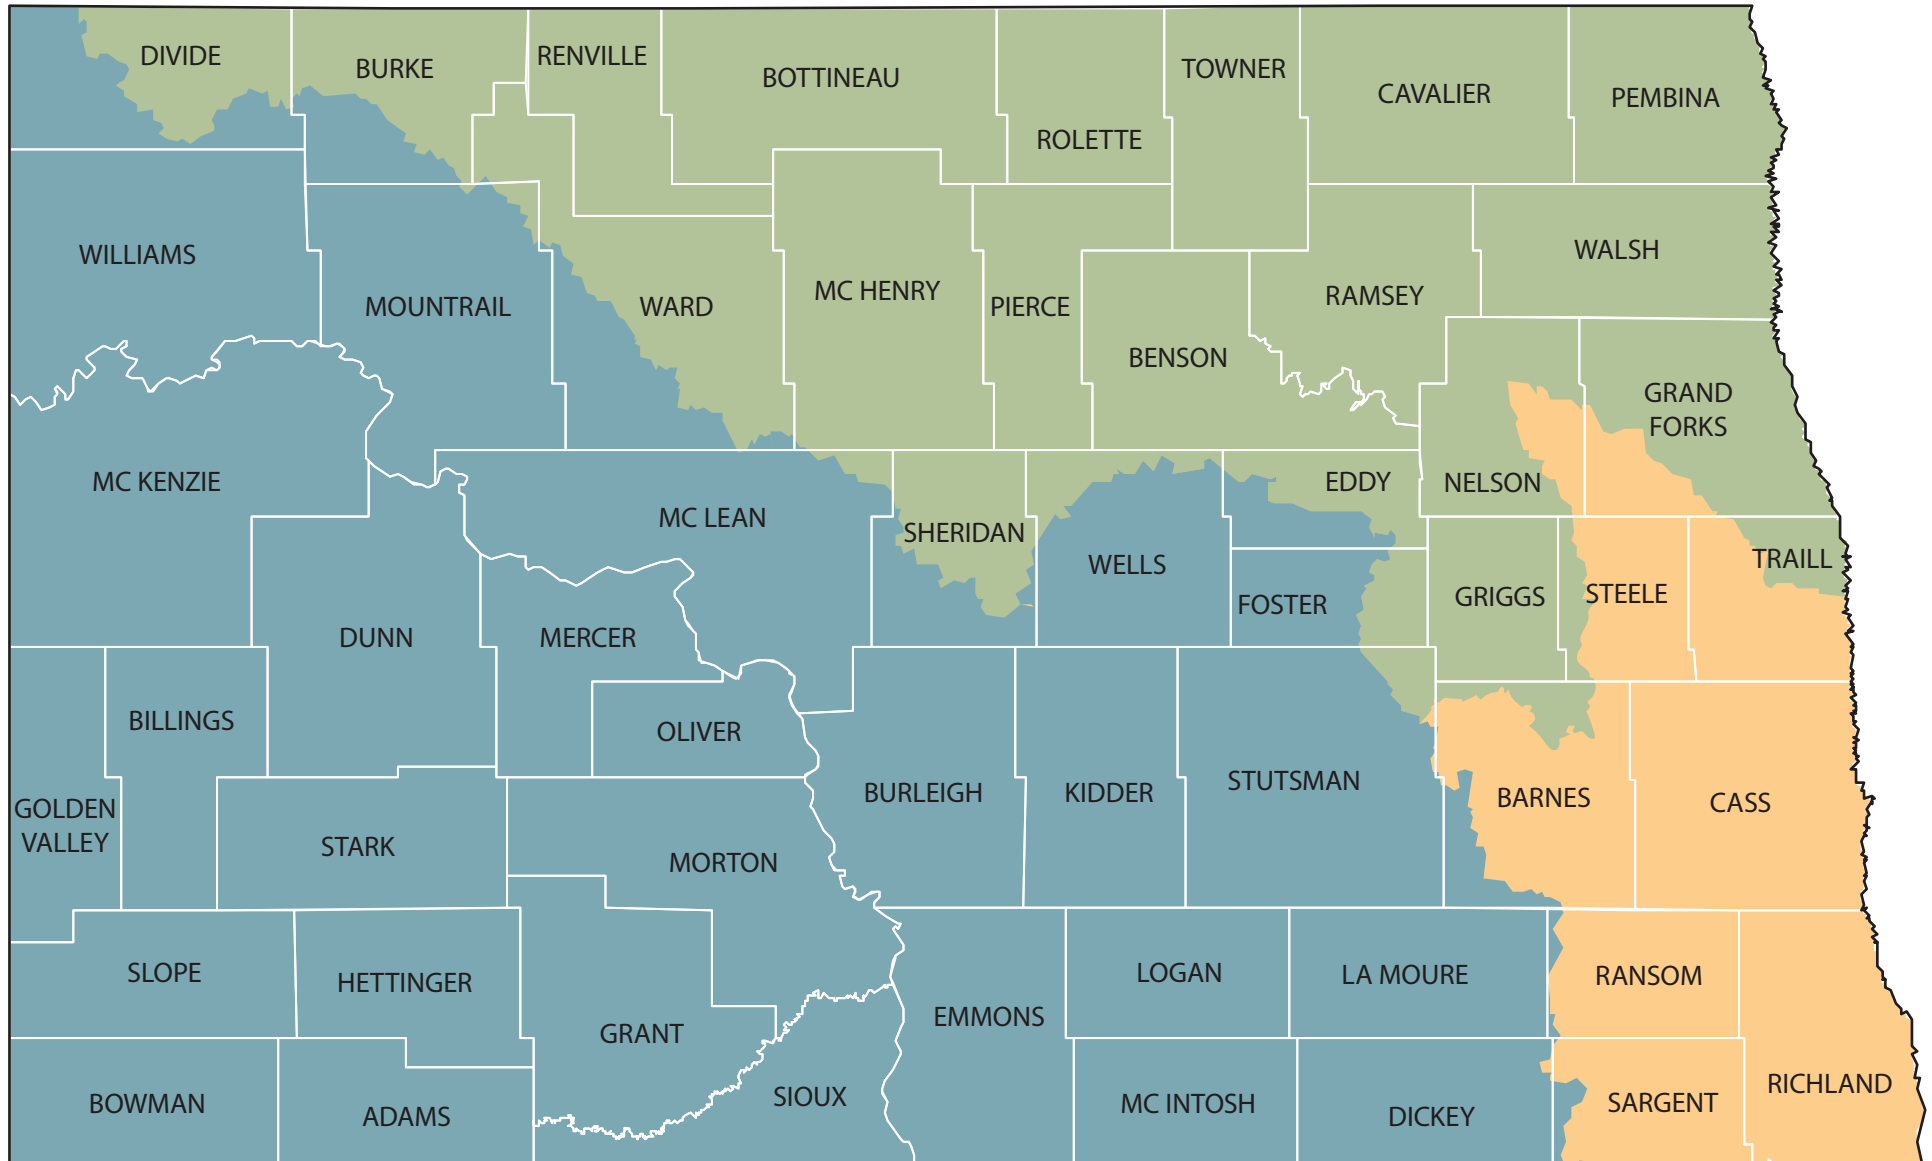 DIVIDE
BURKE
RENVILLE
BOTTINEAU
TOWNER
CAVALIER
PEMBINA
ROLETTE
WILLIAMS
MOUNTRAIL
WARD
MC HENRY
PIERCE
BENSON
RAMSEY
WALSH
GRAND
FORKS
MC KENZIE
MC LEAN
SHERIDAN
WELLS
EDDY
NELSON
FOSTER
GRIGGS
STEELE
TRAILL
DUNN
MERCER
BILLINGS
OLIVER
GOLDEN
VALLEY
STARK
MORTON
BURLEIGH
KIDDER
STUTSMAN
BARNES
CASS
SLOPE
HETTINGER
GRANT
EMMONS
LOGAN
LA MOURE
RANSOM
BOWMAN
ADAMS
SIOUX
MC INTOSH
DICKEY
SARGENT
RICHLAND